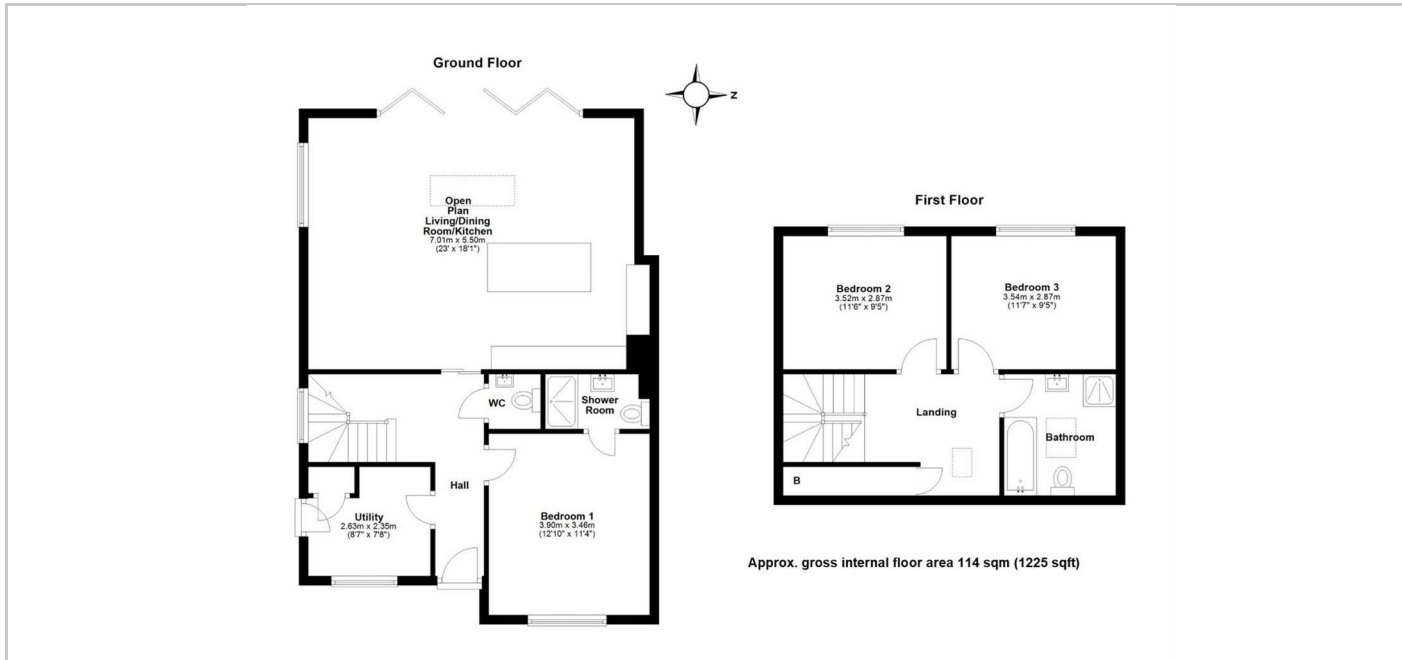 Ground Floor
Z
Open
Plan
Living/Dining
Room/Kitchen
7.01m x 5.50m
(23' x 18'1")
WC
Shower
Room
Hall
Utility
2.63m x 2.35m
(8'7" x 7'8")
Bedroom 1
3.90m x 3.46m
(12'10" x 11'4")
First Floor
Bedroom 2
3.52m x 2.87m
(11'6" x 9'5")
Bedroom 3
3.54m x 2.87m
(11'7" x 9'5")
Landing
Bathroom
B
Approx. gross internal floor area 114 sqm (1225 sqft)